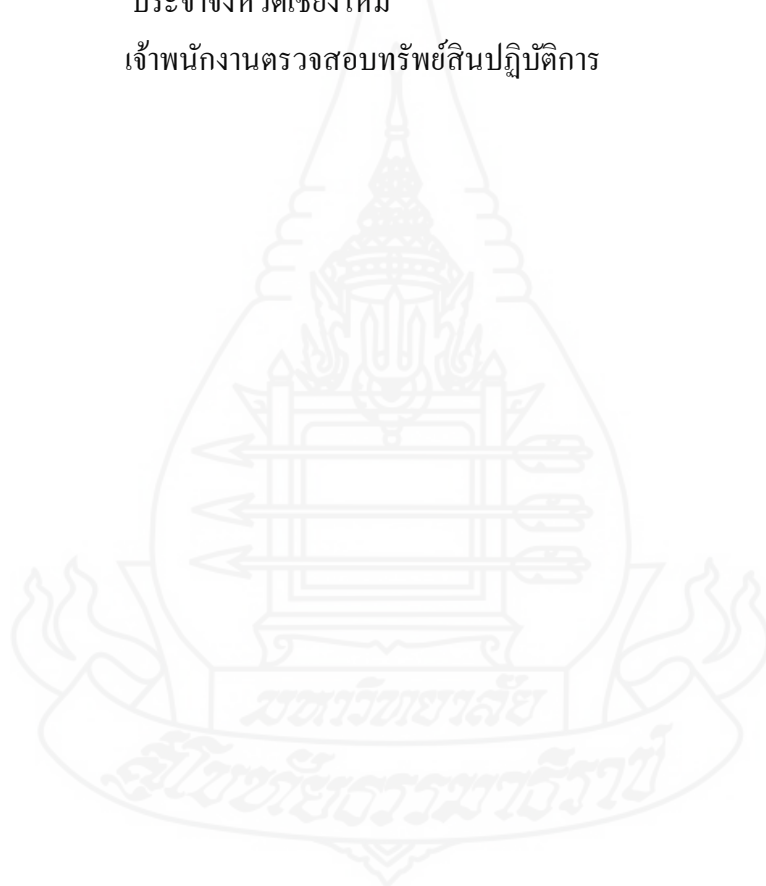 ประจำจังหวัดเชียงใหม่
เจ้าพนักงานตรวจสอบทรัพย์สินปฏิบัติการ
มหาวิทยาลัย
สุโขทัยธรรมาธิราช